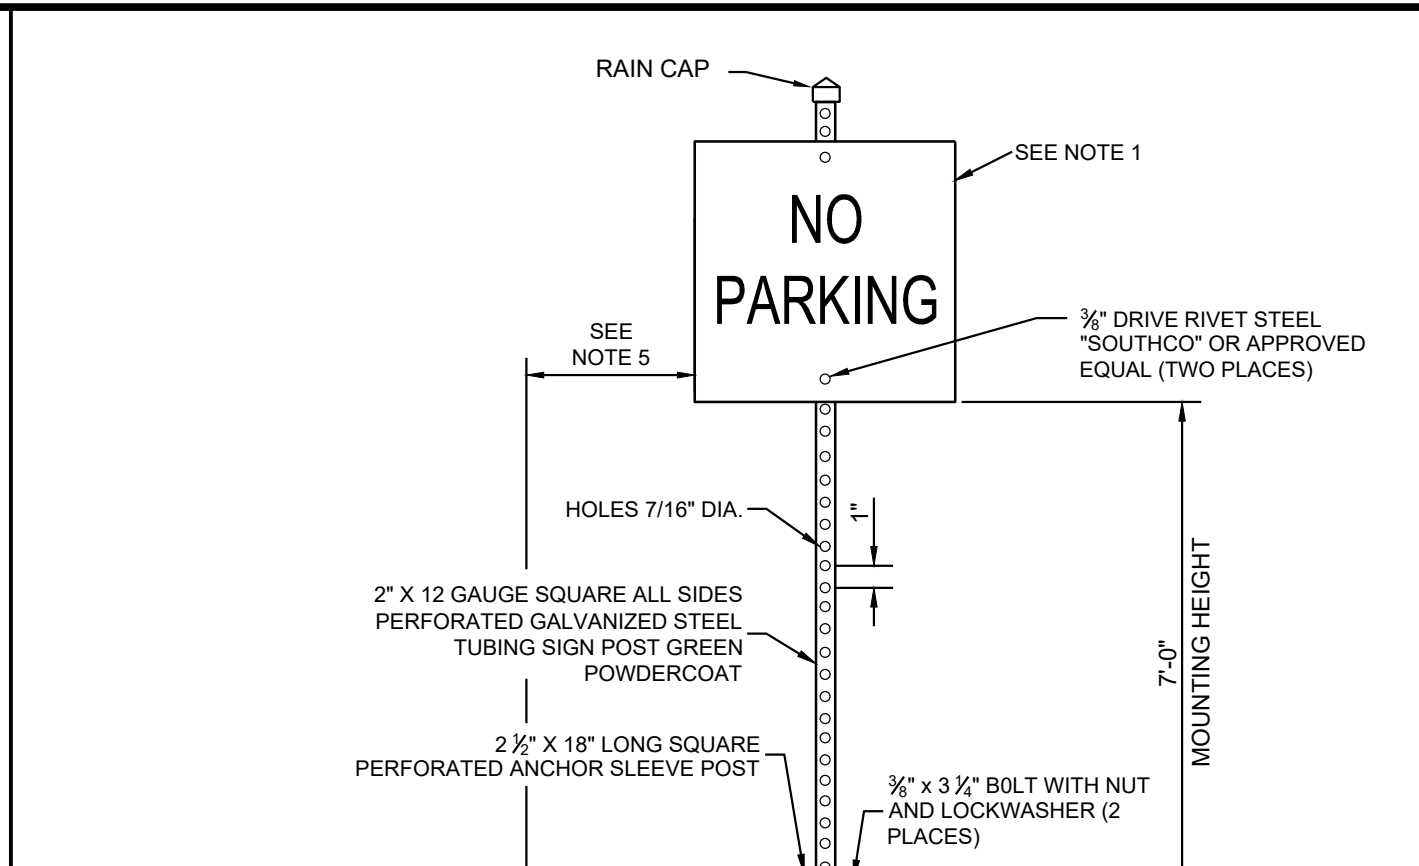 RAIN CAP
SEE NOTE 1
NO
PARKING
⅜" DRIVE RIVET STEEL
"SOUTHCO" OR APPROVED
EQUAL (TWO PLACES)
SEE
NOTE 5
HOLES 7/16" DIA.
1"
2" X 12 GAUGE SQUARE ALL SIDES
PERFORATED GALVANIZED STEEL
TUBING SIGN POST GREEN
POWDERCOAT
7'-0"
MOUNTING HEIGHT
2 ½" X 18" LONG SQUARE
PERFORATED ANCHOR SLEEVE POST
⅜" x 3 ¼" B0LT WITH NUT
AND LOCKWASHER (2
PLACES)